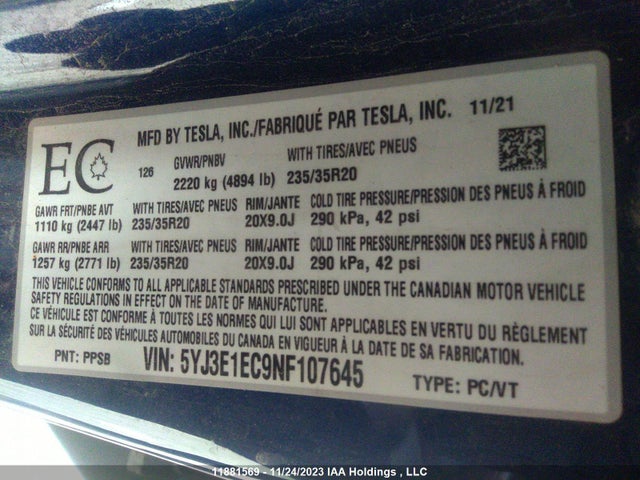 MFD BY TESLA, INC./FABRIQUÉ PAR TESLA, INC. 11/21
EC
126 GVWR/PNBV WITH TIRES/AVEC PNEUS
2220 kg (4894 lb) 235/35R20
GAWR FRT/PNBE AVT WITH TIRES/AVEC PNEUS RIM/JANTE COLD TIRE PRESSURE/PRESSION DES PNEUS À FROID
1110 kg (2447 lb) 235/35R20 20X9.0J 290 kPa, 42 psi
GAWR RR/PNBE ARR WITH TIRES/AVEC PNEUS RIM/JANTE COLD TIRE PRESSURE/PRESSION DES PNEUS À FROID
1257 kg (2771 lb) 235/35R20 20X9.0J 290 kPa, 42 psi
THIS VEHICLE CONFORMS TO ALL APPLICABLE STANDARDS PRESCRIBED UNDER THE CANADIAN MOTOR VEHICLE
SAFETY REGULATIONS IN EFFECT ON THE DATE OF MANUFACTURE.
CE VÉHICULE EST CONFORME À TOUTES LES NORMES QUI LUI SONT APPLICABLES EN VERTU DU RÈGLEMENT
SUR LA SÉCURITÉ DES VÉHICULES AUTOMOBILES DU CANADA EN VIGUEUR À LA DATE DE SA FABRICATION
PNT: PPSB VIN: 5YJ3E1EC9NF107645 TYPE: PC/VT
11881569 - 11/24/2023 IAA Holdings , LLC